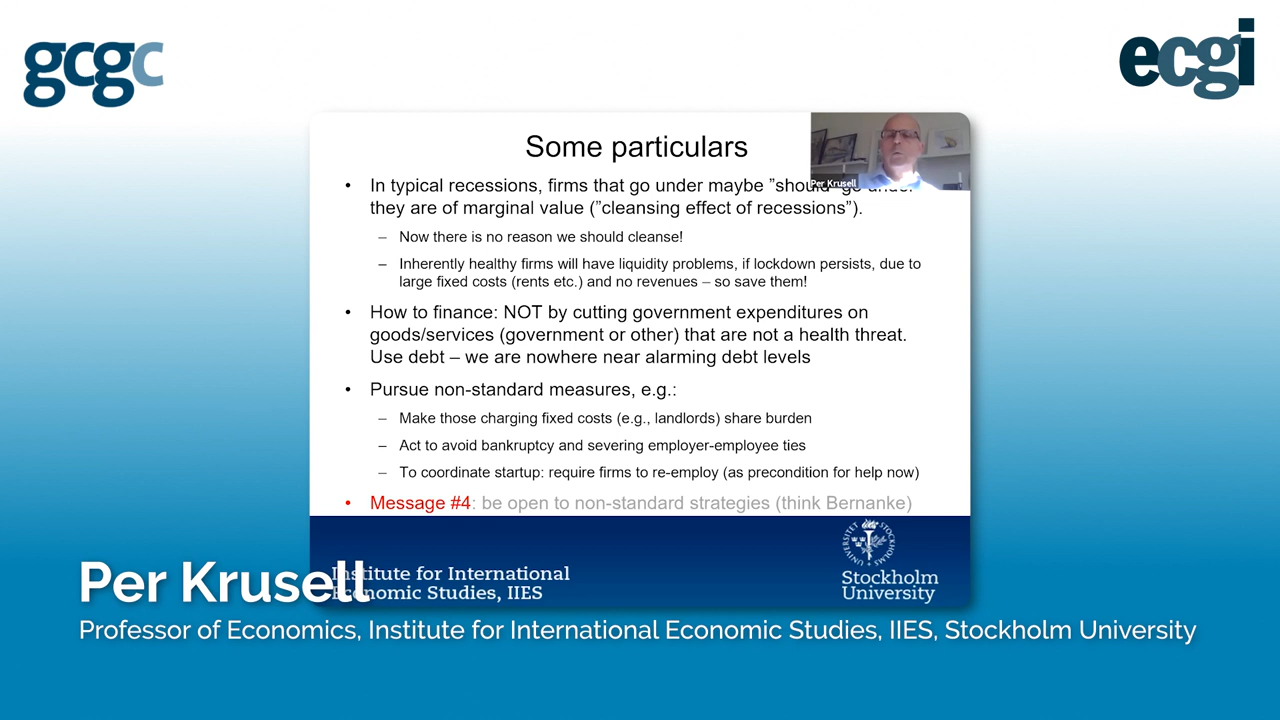 gcgc
ecgi
Some particulars
Per Krusell
• In typical recessions, firms that go under maybe ”should
they are of marginal value (”cleansing effect of recessions”).
– Now there is no reason we should cleanse!
– Inherently healthy firms will have liquidity problems, if lockdown persists, due to
large fixed costs (rents etc.) and no revenues – so save them!
• How to finance: NOT by cutting government expenditures on
goods/services (government or other) that are not a health threat.
Use debt – we are nowhere near alarming debt levels
• Pursue non-standard measures, e.g.:
– Make those charging fixed costs (e.g., landlords) share burden
– Act to avoid bankruptcy and severing employer-employee ties
– To coordinate startup: require firms to re-employ (as precondition for help now)
• Message #4: be open to non-standard strategies (think Bernanke)
Institute for International
Economic Studies, IIES
Stockholm
University
Per Krusell
Professor of Economics, Institute for International Economic Studies, IIES, Stockholm University